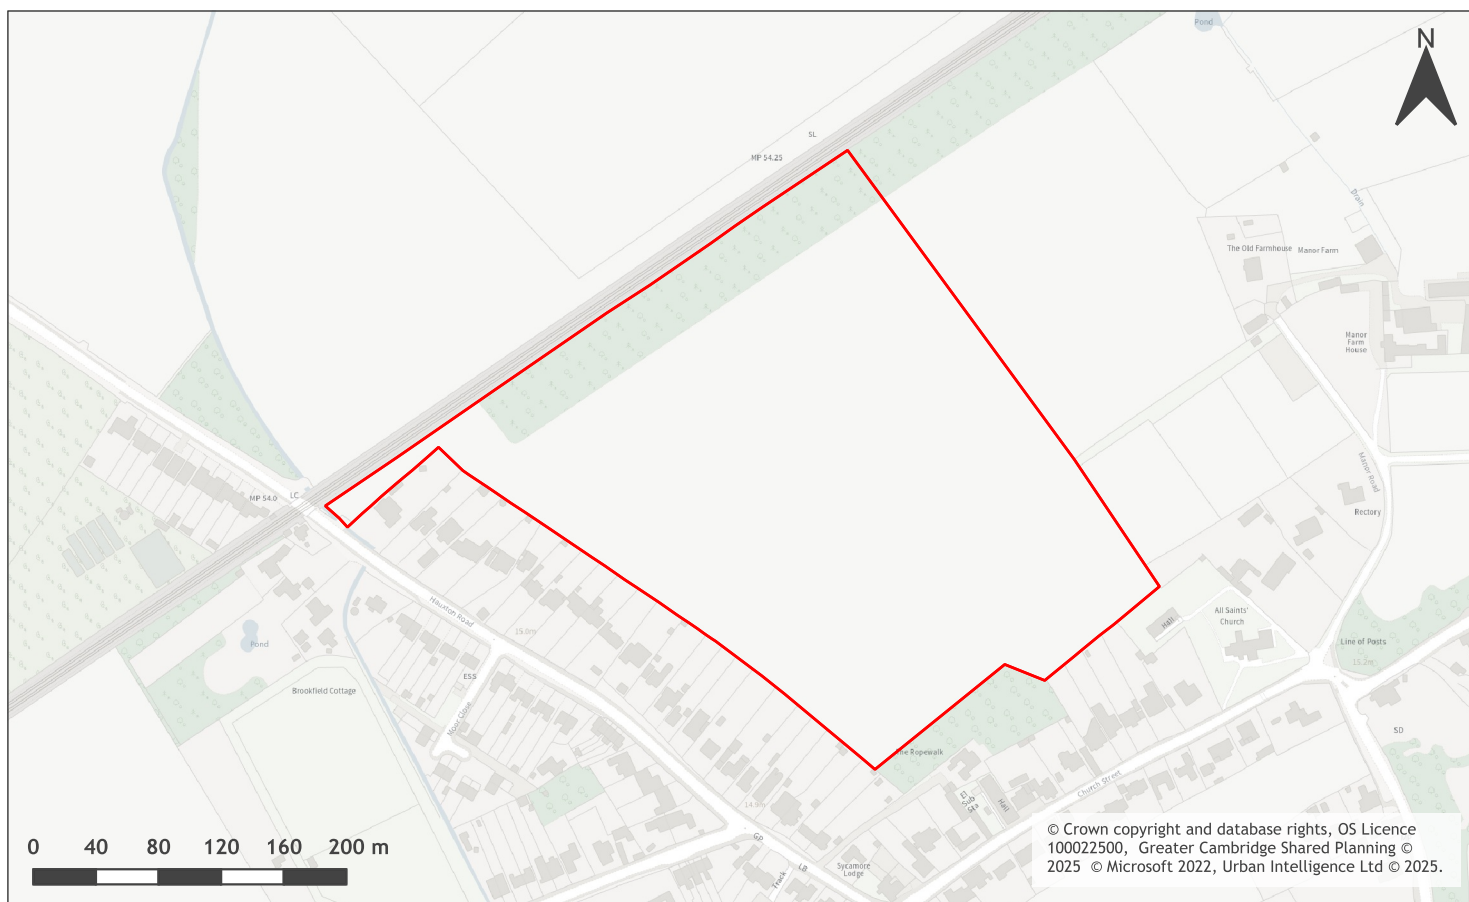 Pond
N
SL
MP 54.25
Drain
The Old Farmhouse
Manor Farm
Manor
Farm
House
Manor Road
MP 54.0
LC
Rectory
Hauxton Road
15.0m
Hall
All Saints'
Church
Line of Posts
15.2m
Pond
ESS
Brookfield Cottage
Moor Close
The Ropewalk
SD
El
Sub
Sta
Hall
Church Street
14.9m
GP
LB
Sycamore
Lodge
Track
0 40 80 120 160 200 m
© Crown copyright and database rights, OS Licence
100022500, Greater Cambridge Shared Planning ©
2025 © Microsoft 2022, Urban Intelligence Ltd © 2025.